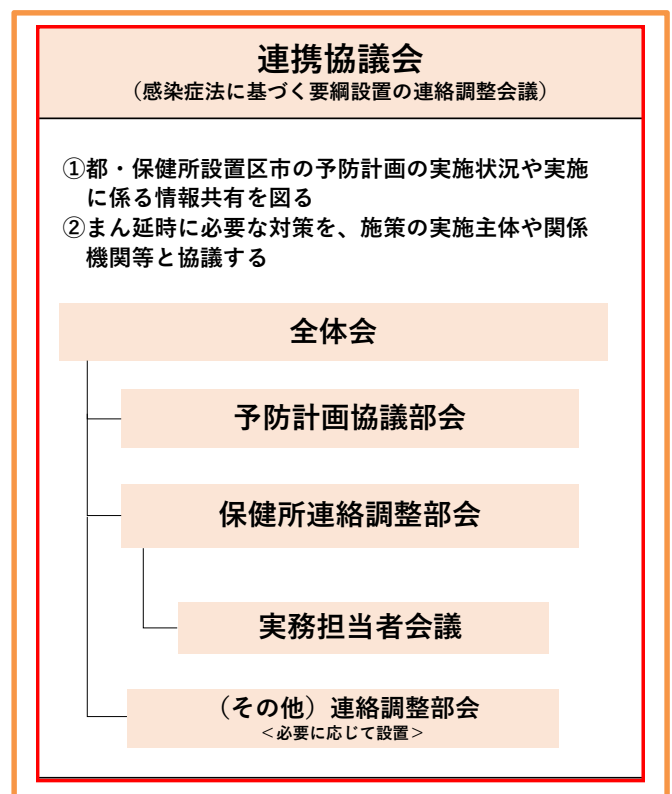 連携協議会
（感染症法に基づく要綱設置の連絡調整会議）
①都・保健所設置区市の予防計画の実施状況や実施
に係る情報共有を図る
②まん延時に必要な対策を、施策の実施主体や関係
機関等と協議する
全体会
予防計画協議部会
保健所連絡調整部会
実務担当者会議
（その他）連絡調整部会
＜必要に応じて設置＞